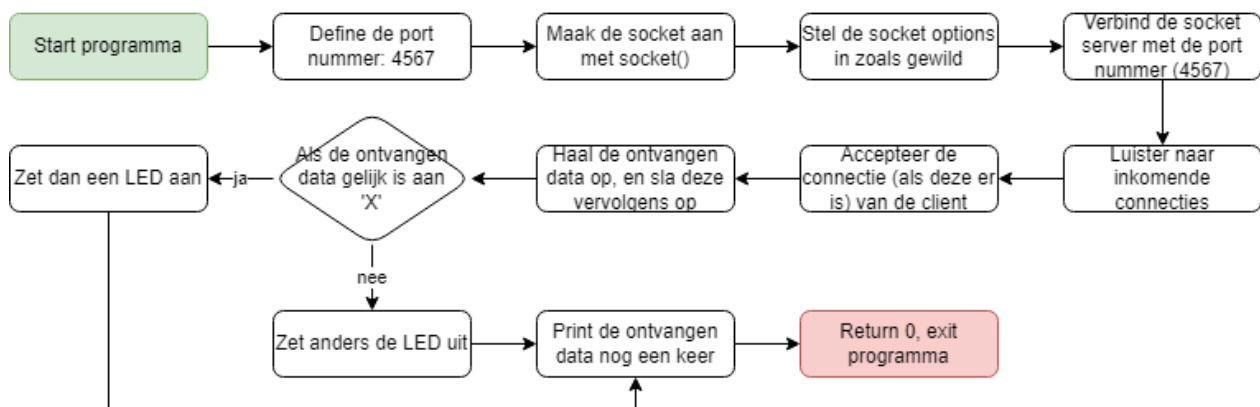 Start programma
Define de port
nummer: 4567
Maak de socket aan
met socket()
Stel de socket options
in zoals gewild
Verbind de socket
server met de port
nummer (4567)
Luister naar
inkomende
connecties
Accepteer de
connectie (als deze er
is) van de client
Haal de ontvangen
data op, en sla deze
vervolgens op
Als de ontvangen
data gelijk is aan
'X'
ja
Zet dan een LED aan
nee
Zet anders de LED uit
Print de ontvangen
data nog een keer
Return 0, exit
programma